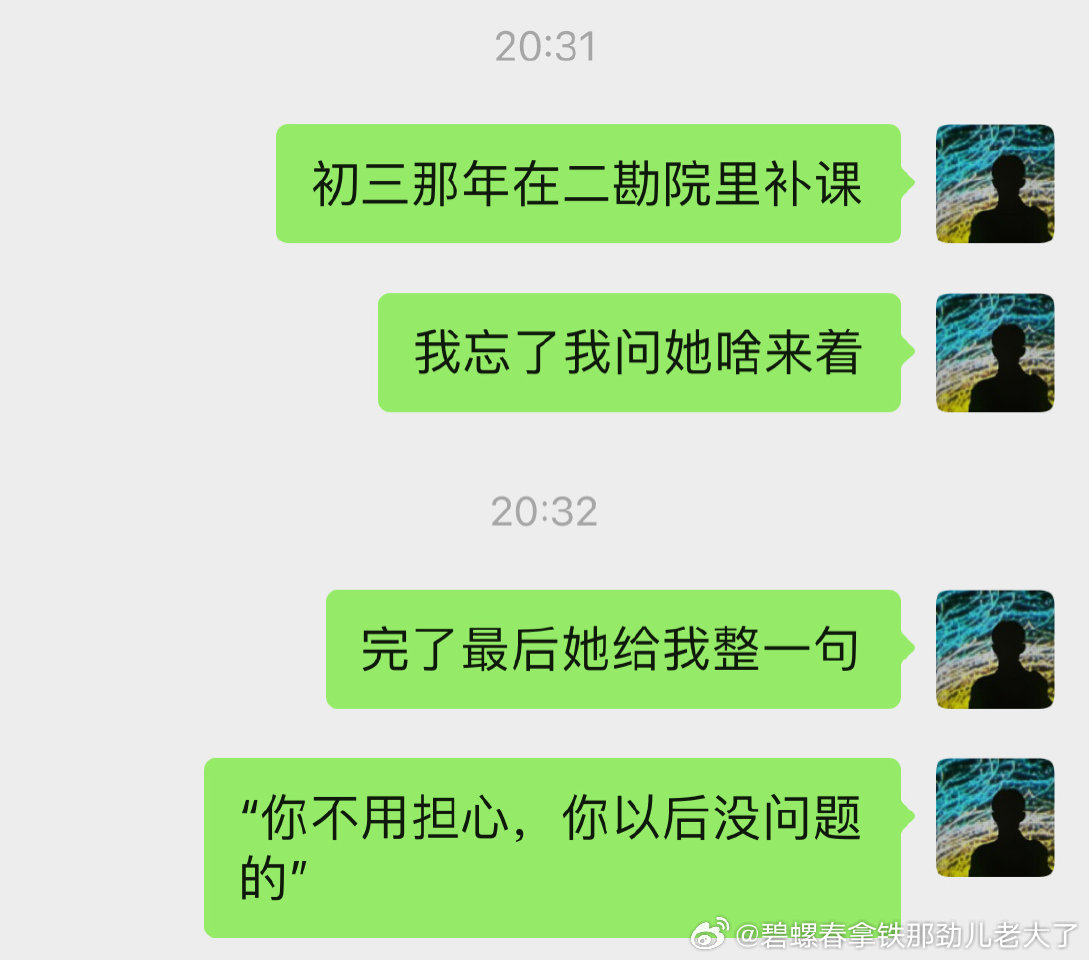 20:31
初三那年在二勘院里补课
我忘了我问她啥来着
20:32
完了最后她给我整一句
“你不用担心，你以后没问题
的”
@碧螺春拿铁那劲儿老大了